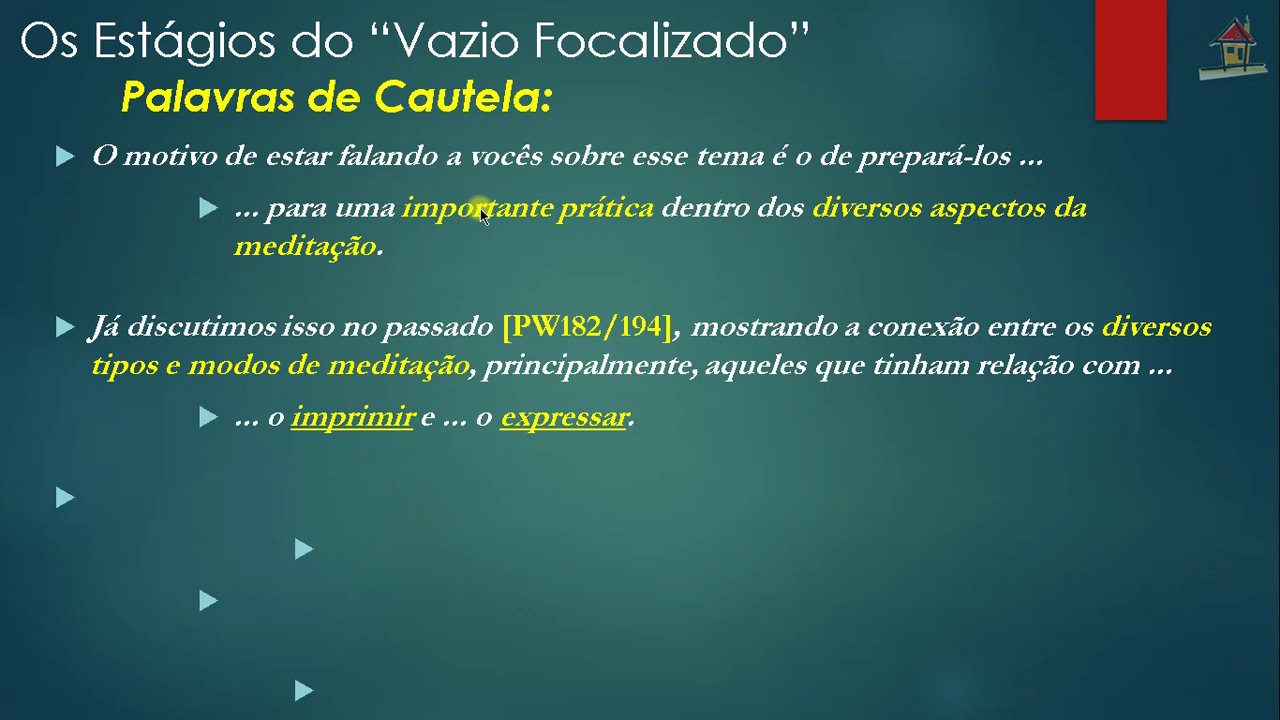 Os Estágios do “Vazio Focalizado”
Palavras de Cautela:
O motivo de estar falando a vocês sobre esse tema é o de prepará-los ...
... para uma importante prática dentro dos diversos aspectos da
meditação.
Já discutimos isso no passado [PW182/194], mostrando a conexão entre os diversos
tipos e modos de meditação, principalmente, aqueles que tinham relação com ...
... o imprimir e ... o expressar.